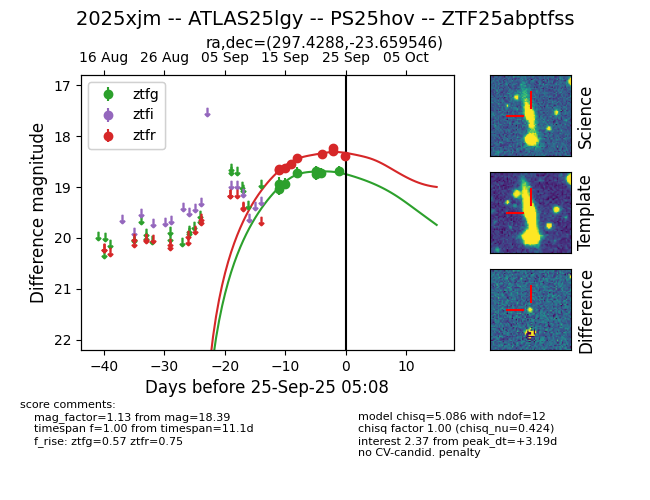 2025xjm -- ATLAS25lgy -- PS25hov -- ZTF25abptfss
ra,dec=(297.4288,-23.659546)
16 Aug 26 Aug 05 Sep 15 Sep 25 Sep 05 Oct
17
18
19
20
21
22
Difference magnitude
ztfg
ztfi
ztfr
−40 −30 −20 −10 0 10
Days before 25-Sep-25 05:08
Science
Template
Difference
score comments:
mag_factor=1.13 from mag=18.39
timespan f=1.00 from timespan=11.1d
f_rise: ztfg=0.57 ztfr=0.75
model chisq=5.086 with ndof=12
chisq factor 1.00 (chisq_nu=0.424)
interest 2.37 from peak_dt=+3.19d
no CV-candid. penalty